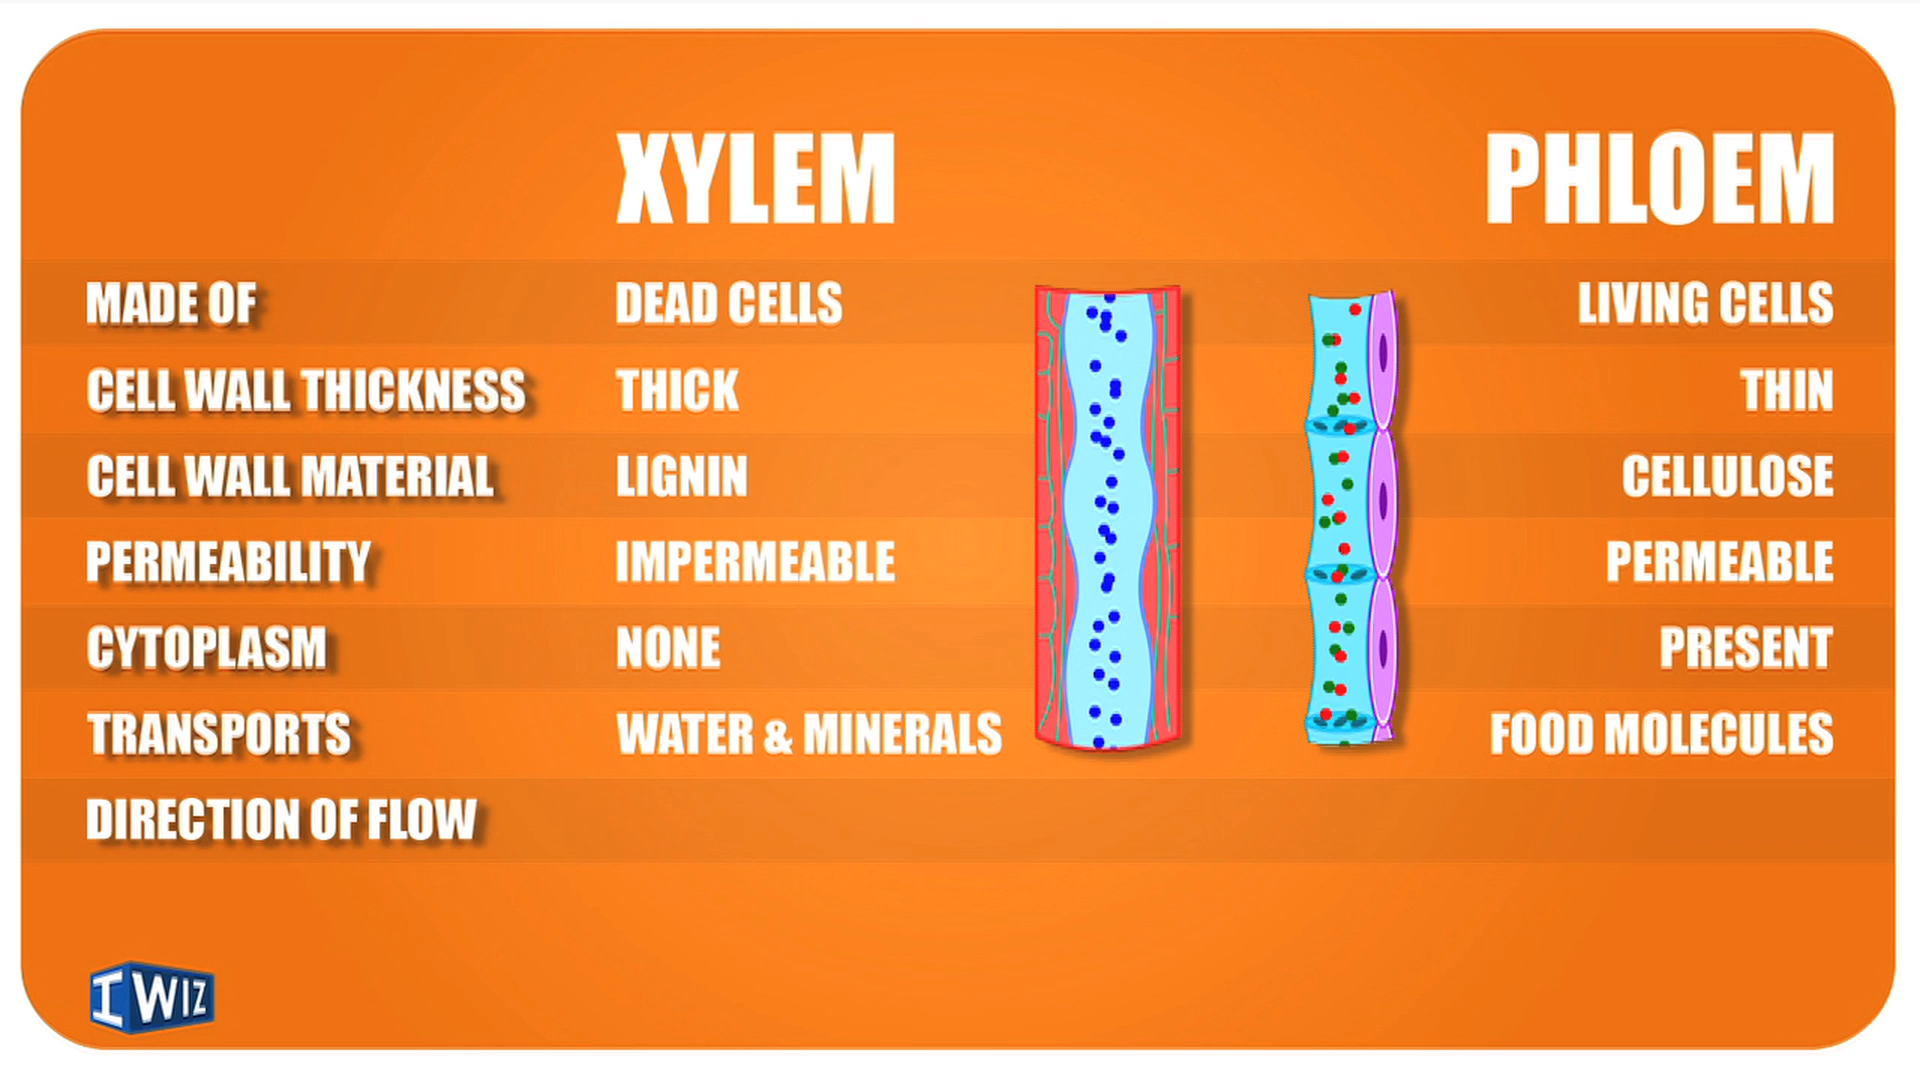 XYLEM PHLOEM
MADE OF DEAD CELLS LIVING CELLS
CELL WALL THICKNESS THICK THIN
CELL WALL MATERIAL LIGNIN CELLULOSE
PERMEABILITY IMPERMEABLE PERMEABLE
CYTOPLASM NONE PRESENT
TRANSPORTS WATER & MINERALS FOOD MOLECULES
DIRECTION OF FLOW
I WIZ